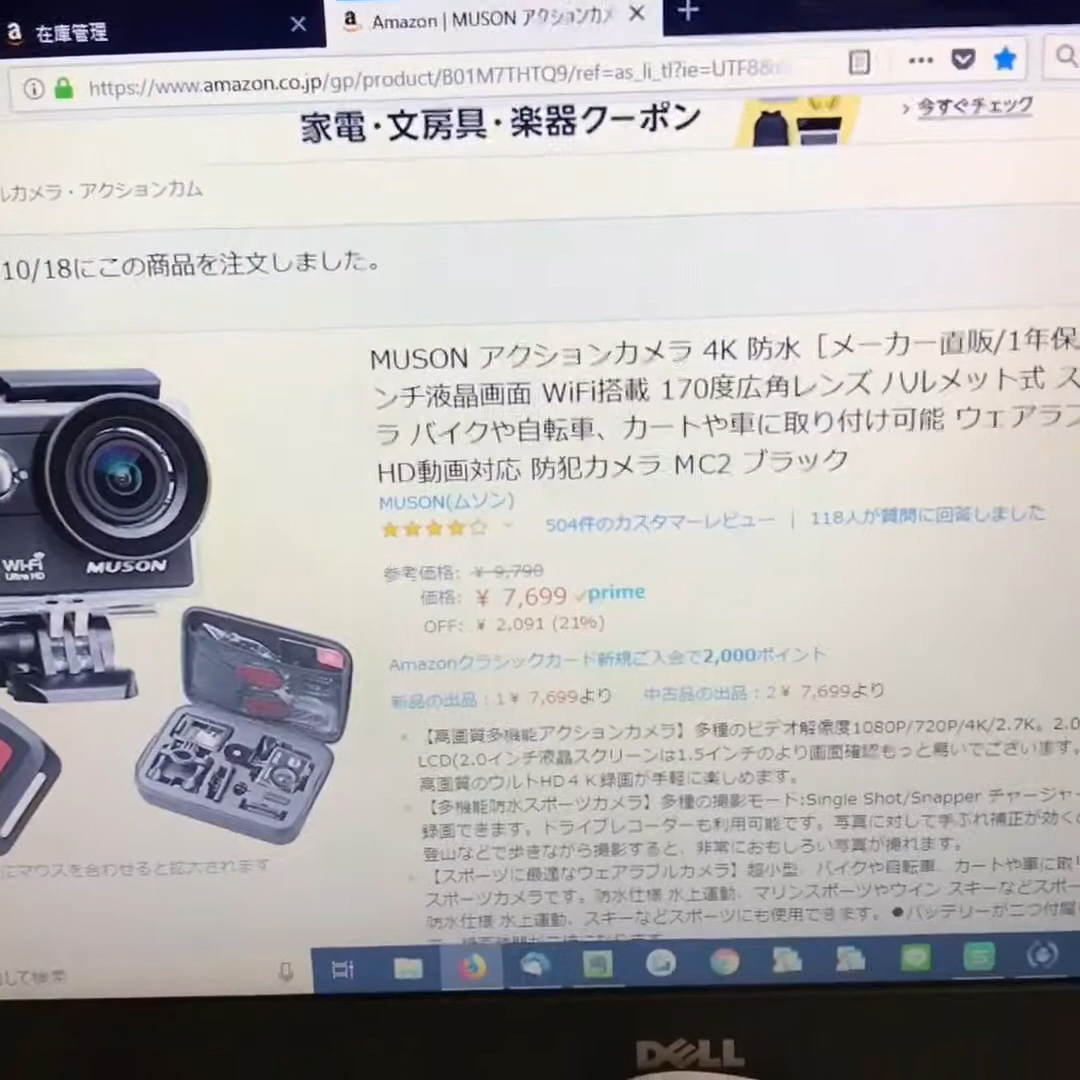 在庫管理
Amazon | MUSON アクションカメ
https://www.amazon.co.jp/gp/product/B01M7THTQ9/ref=as_li_tl?ie=UTF8&
家電・文房具・楽器クーポン
› 今すぐチェック
ルカメラ・アクションカム
10/18にこの商品を注文しました。
MUSON アクションカメラ 4K 防水［メーカー直販/1年保
ンチ液晶画面 WiFi搭載 170度広角レンズ ハルメット式 ス
ラ バイクや自転車、カートや車に取り付け可能 ウェアラブ
HD動画対応 防犯カメラ MC2 ブラック
MUSON(ムソン)
504件のカスタマーレビュー | 118人が質問に回答しました
参考価格: ￥ 9,790
価格: ￥ 7,699 prime
OFF: ￥ 2,091 (21%)
Amazonクラシックカード新規ご入会で2,000ポイント
新品の出品：1￥ 7,699より 中古品の出品：2￥ 7,699より
【高画質多機能アクションカメラ】多種のビデオ解像度1080P/720P/4K/2.7K。2.0
LCD(2.0インチ液晶スクリーンは1.5インチのより画面確認もっと易いでございます。
高画質のウルトHD４Ｋ録画が手軽に楽しめます。
【多機能防水スポーツカメラ】多種の撮影モード:Single Shot/Snapper チャージャー
録画できます。ドライブレコーダーも利用可能です。写真に対して手ぶれ補正が効くの
登山などで歩きながら撮影すると、非常におもしろい写真が撮れます。
【スポーツに最適なウェアラブルカメラ】超小型、バイクや自転車、カートや車に取り
スポーツカメラです。防水仕様 水上運動、マリンスポーツやウイン スキーなどスポー
防水仕様 水上運動、スキーなどスポーツにも使用できます。●バッテリーが二つ付属
Wi-Fi
Ultra HD
MUSON
にマウスを合わせると拡大されます
して検索
DELL